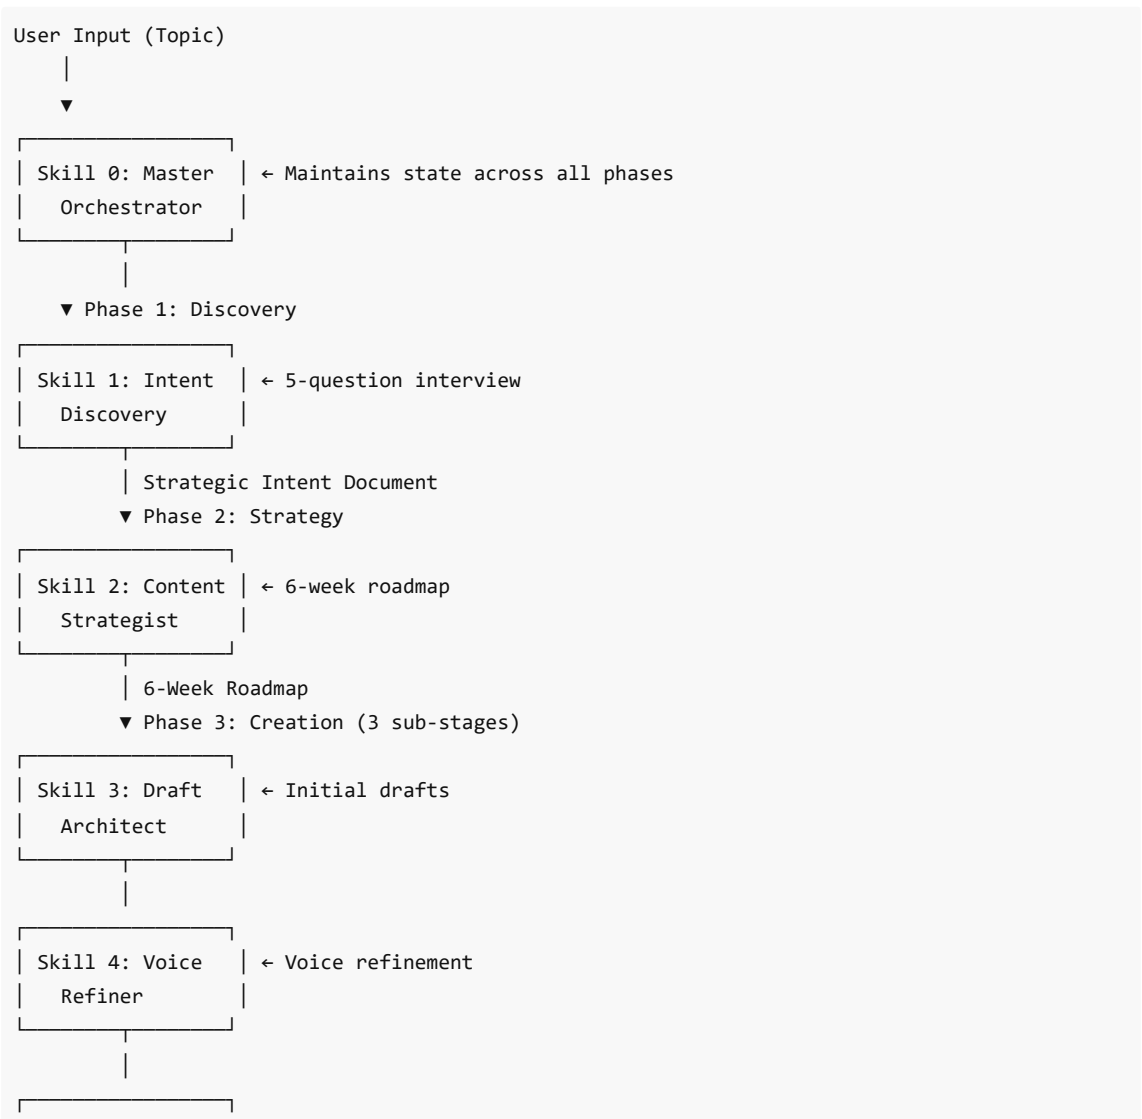 User Input (Topic)
│
▼
┌─────────────────┐
│ Skill 0: Master  │ ← Maintains state across all phases
│   Orchestrator   │
└────────┬────────┘
│
▼ Phase 1: Discovery
┌─────────────────┐
│ Skill 1: Intent  │ ← 5-question interview
│   Discovery      │
└────────┬────────┘
│ Strategic Intent Document
▼ Phase 2: Strategy
┌─────────────────┐
│ Skill 2: Content │ ← 6-week roadmap
│   Strategist     │
└────────┬────────┘
│ 6-Week Roadmap
▼ Phase 3: Creation (3 sub-stages)
┌─────────────────┐
│ Skill 3: Draft   │ ← Initial drafts
│   Architect      │
└────────┬────────┘
│
┌─────────────────┐
│ Skill 4: Voice   │ ← Voice refinement
│   Refiner        │
└────────┬────────┘
│
┌─────────────────┐